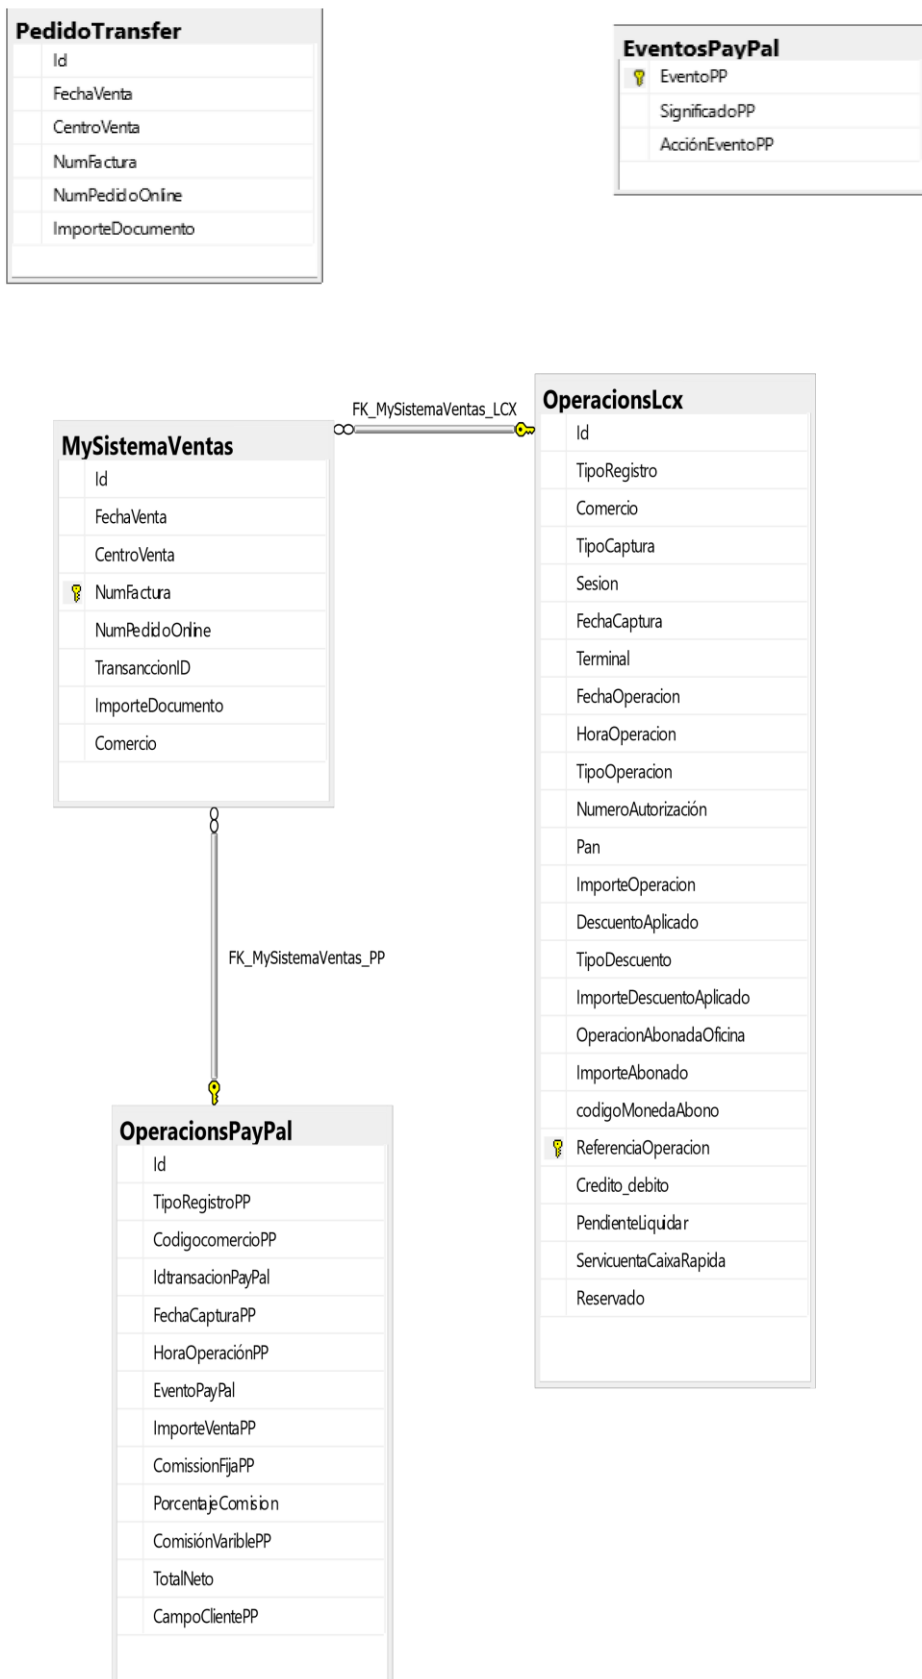 PedidoTransfer
Id
FechaVenta
CentroVenta
NumFactura
NumPedidoOnline
ImporteDocumento
EventosPayPal
EventoPP
SignificadoPP
AcciónEventoPP
FK_MySistemaVentas_LCX
MySistemaVentas
Id
FechaVenta
CentroVenta
NumFactura
NumPedidoOnline
TransanccionID
ImporteDocumento
Comercio
OperacionsLcx
Id
TipoRegistro
Comercio
TipoCaptura
Sesion
FechaCaptura
Terminal
FechaOperacion
HoraOperacion
TipoOperacion
NumeroAutorización
Pan
ImporteOperacion
DescuentoAplicado
TipoDescuento
ImporteDescuentoAplicado
OperacionAbonadaOficina
ImporteAbonado
codigoMonedaAbono
ReferenciaOperacion
Credito_debito
PendienteLiquidar
ServicuentaCaixaRapida
Reservado
FK_MySistemaVentas_PP
OperacionsPayPal
Id
TipoRegistroPP
CodigocomercioPP
IdtransacionPayPal
FechaCapturaPP
HoraOperaciónPP
EventoPayPal
ImporteVentaPP
ComissionFijaPP
PorcentajeComision
ComisiónVariblePP
TotalNeto
CampoClientePP